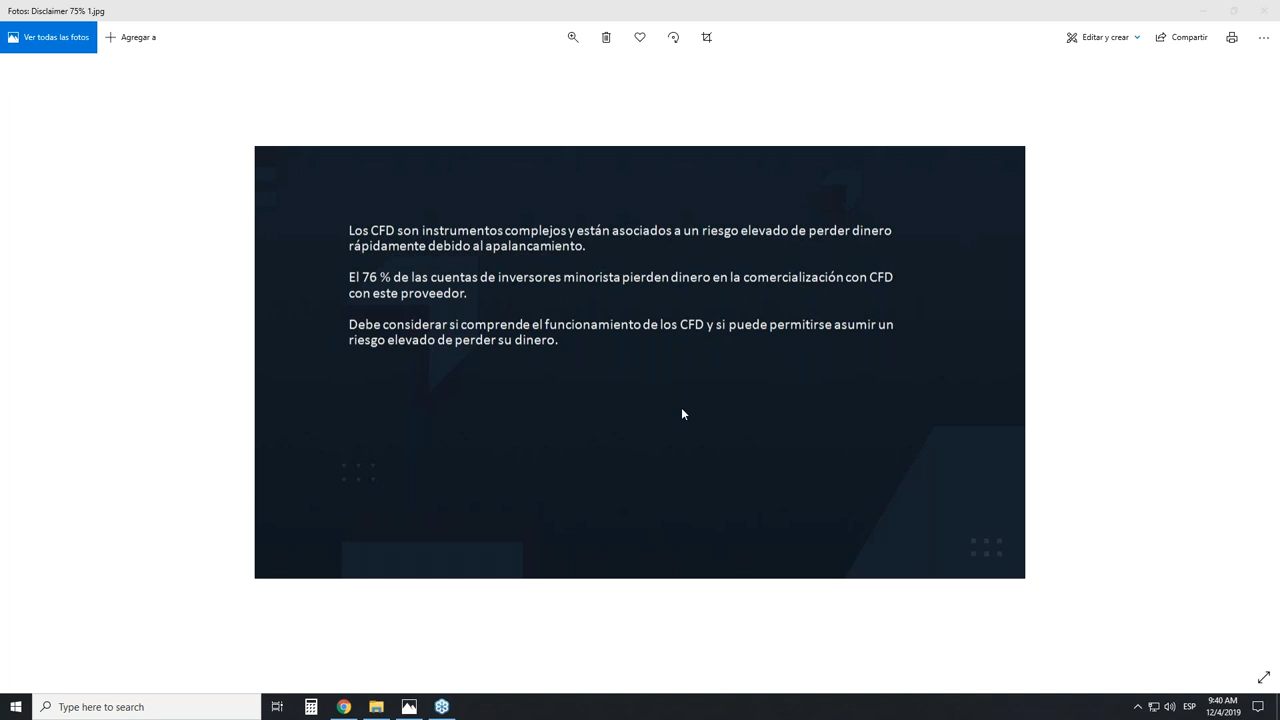 Fotos: Disclaimer 75% 1.jpg
Ver todas las fotos
Agregar a
Editar y crear
Compartir
Los CFD son instrumentos complejos y están asociados a un riesgo elevado de perder dinero
rápidamente debido al apalancamiento.
El 76 % de las cuentas de inversores minorista pierden dinero en la comercialización con CFD
con este proveedor.
Debe considerar si comprende el funcionamiento de los CFD y si puede permitirse asumir un
riesgo elevado de perder su dinero.
Type here to search
ESP
9:40 AM
12/4/2019